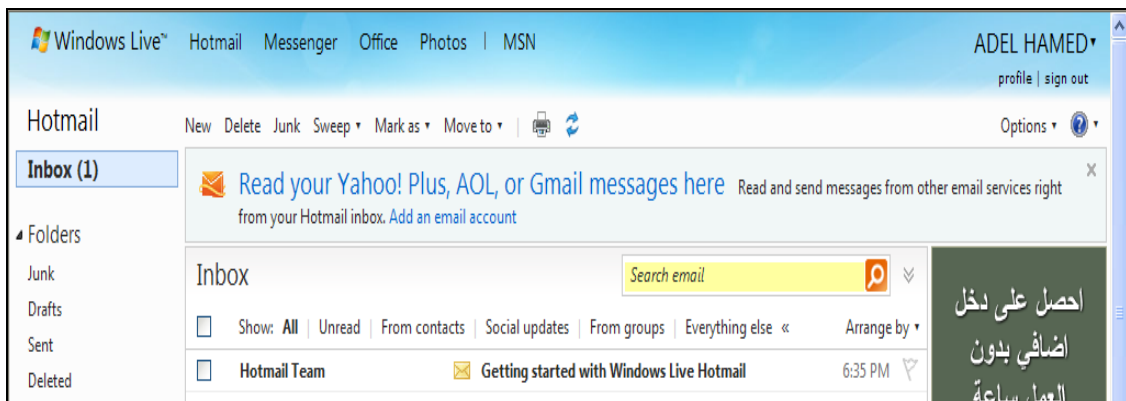 Windows Live™ Hotmail Messenger Office Photos | MSN ADEL HAMED
profile | sign out
Hotmail
New Delete Junk Sweep Mark as Move to | Options
Inbox (1)
Read your Yahoo! Plus, AOL, or Gmail messages here Read and send messages from other email services right
from your Hotmail inbox. Add an email account
Folders
Junk
Drafts
Sent
Deleted
Inbox
Search email
Show: All | Unread | From contacts | Social updates | From groups | Everything else « Arrange by
Hotmail Team Getting started with Windows Live Hotmail 6:35 PM
احصل على دخل
اضافي بدون
العمل ساعة